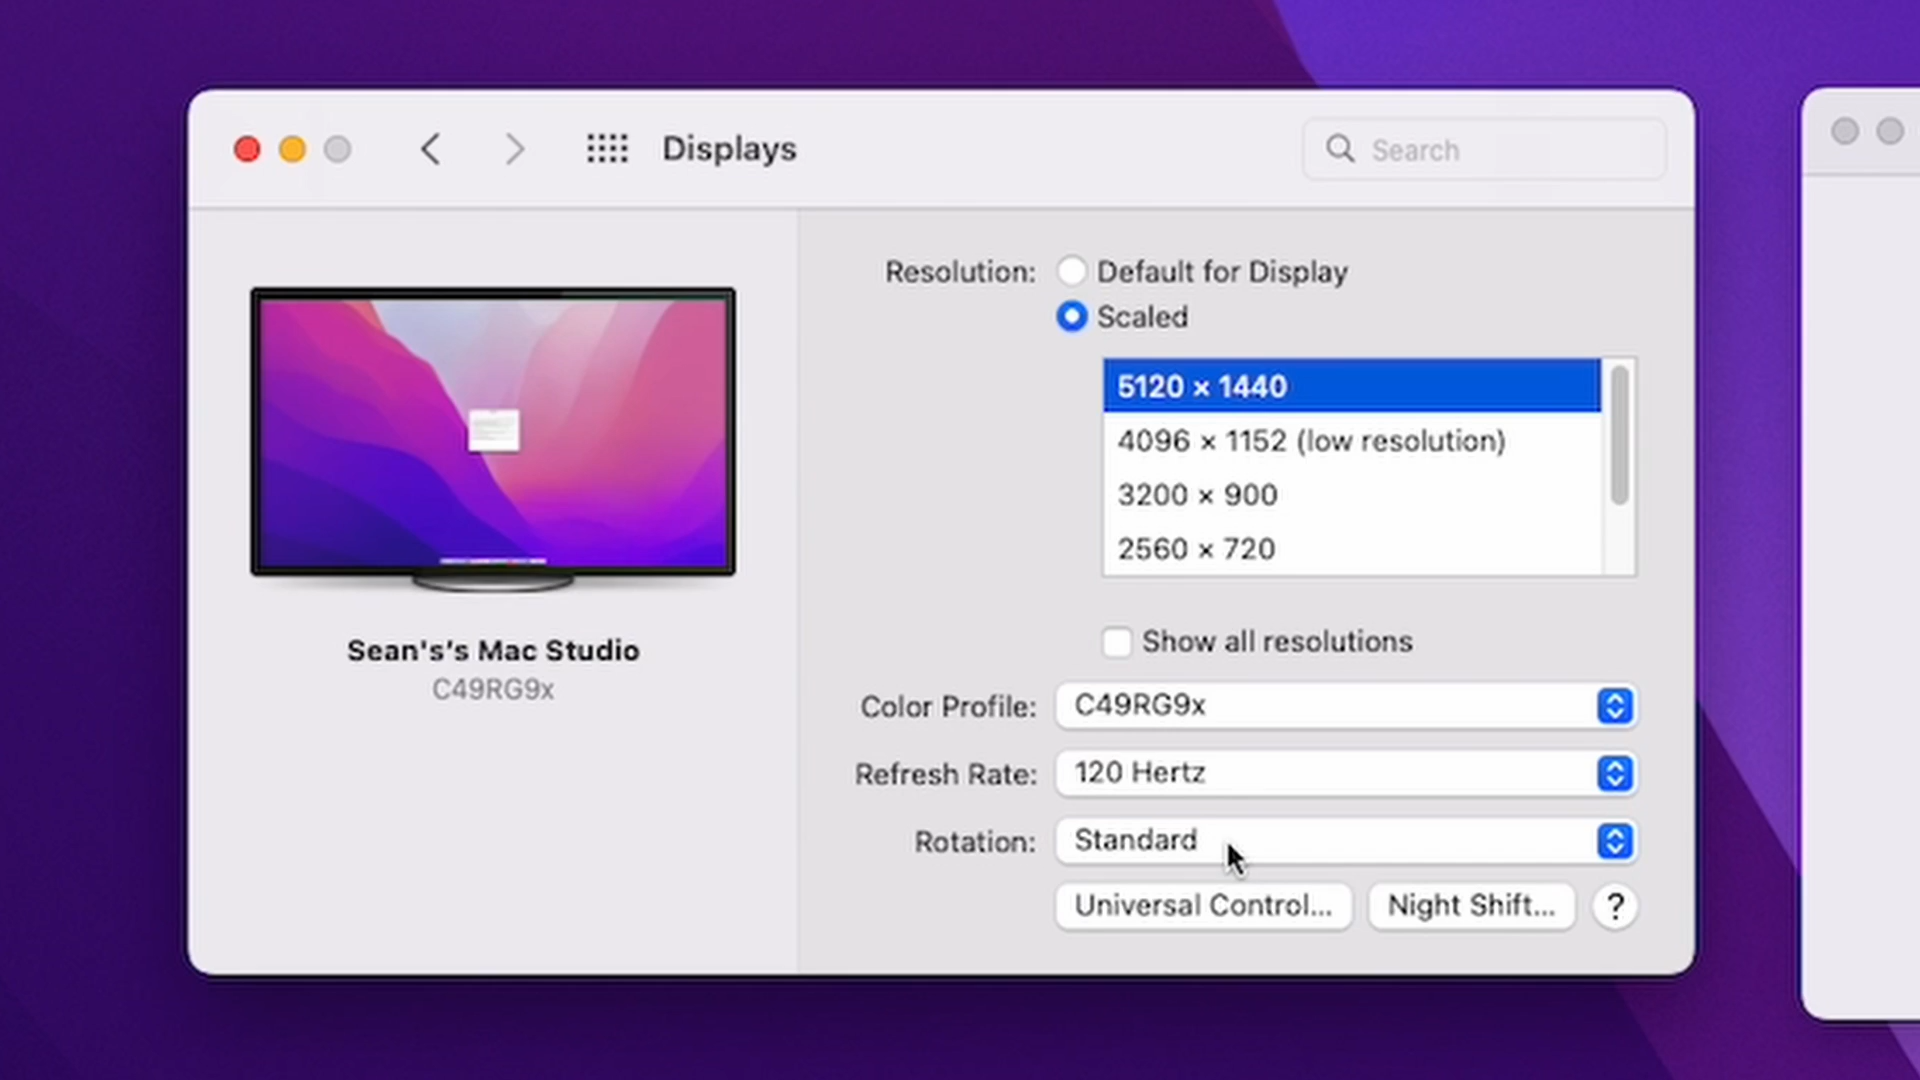 Displays
Search
Resolution:
Default for Display
Scaled
5120 × 1440
4096 × 1152 (low resolution)
3200 × 900
2560 × 720
Show all resolutions
Sean's’s Mac Studio
C49RG9x
Color Profile:
C49RG9x
Refresh Rate:
120 Hertz
Rotation:
Standard
Universal Control...
Night Shift...
?